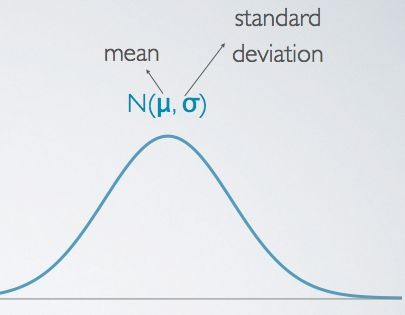 standard
mean
deviation
N(μ, σ)